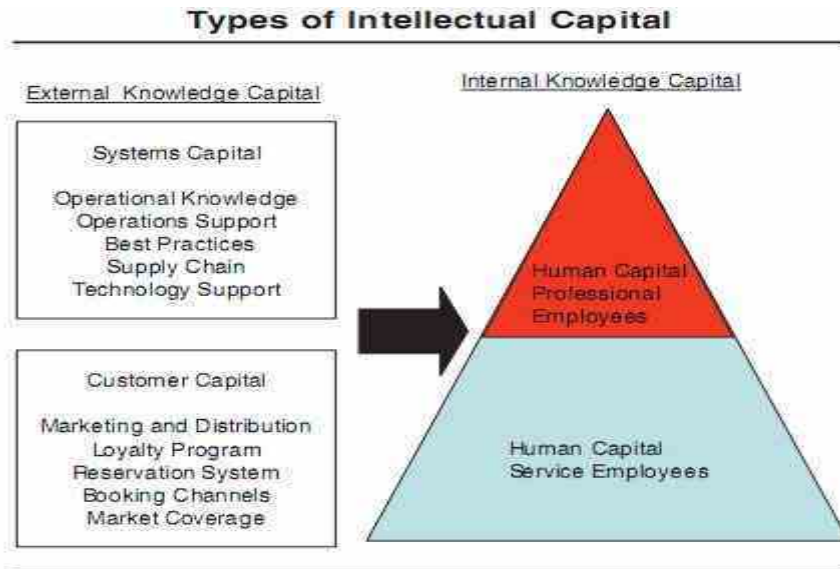 Types of Intellectual Capital
External Knowledge Capital
Systems Capital
Operational Knowledge
Operations Support
Best Practices
Supply Chain
Technology Support
Customer Capital
Marketing and Distribution
Loyalty Program
Reservation System
Booking Channels
Market Coverage
Internal Knowledge Capital
Human Capital
Professional
Employees
Human Capital
Service Employees